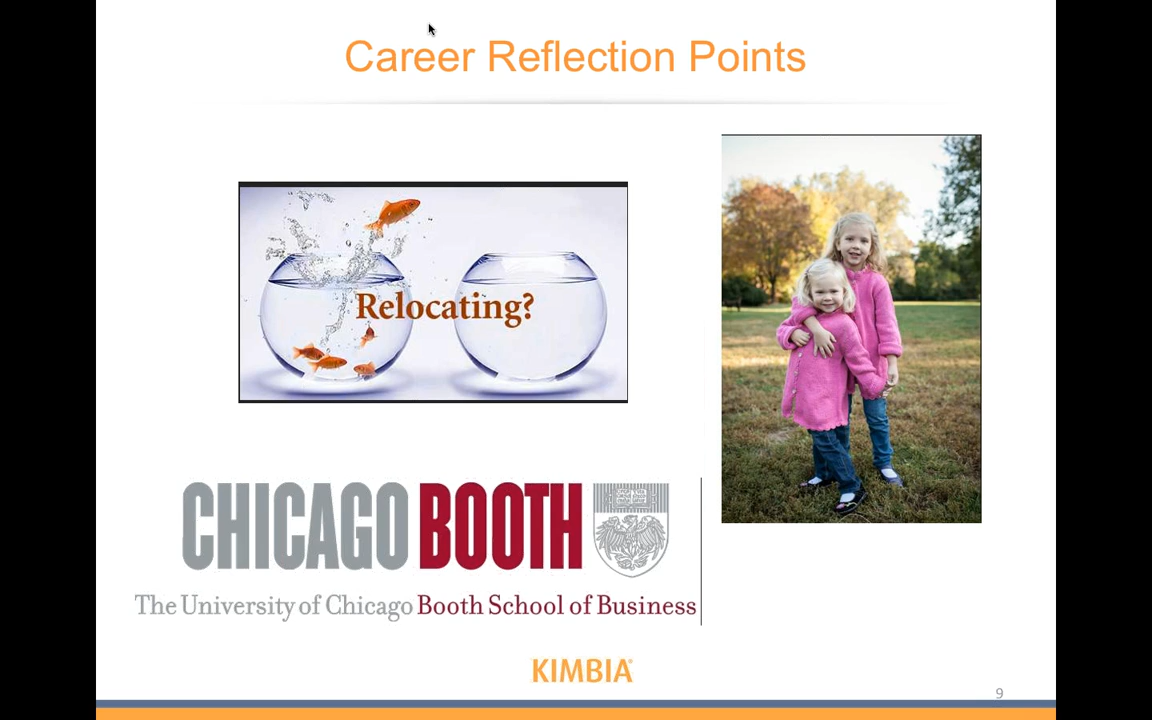 Career Reflection Points
Relocating?
CHICAGO BOOTH
The University of Chicago Booth School of Business
KIMBIA®
9